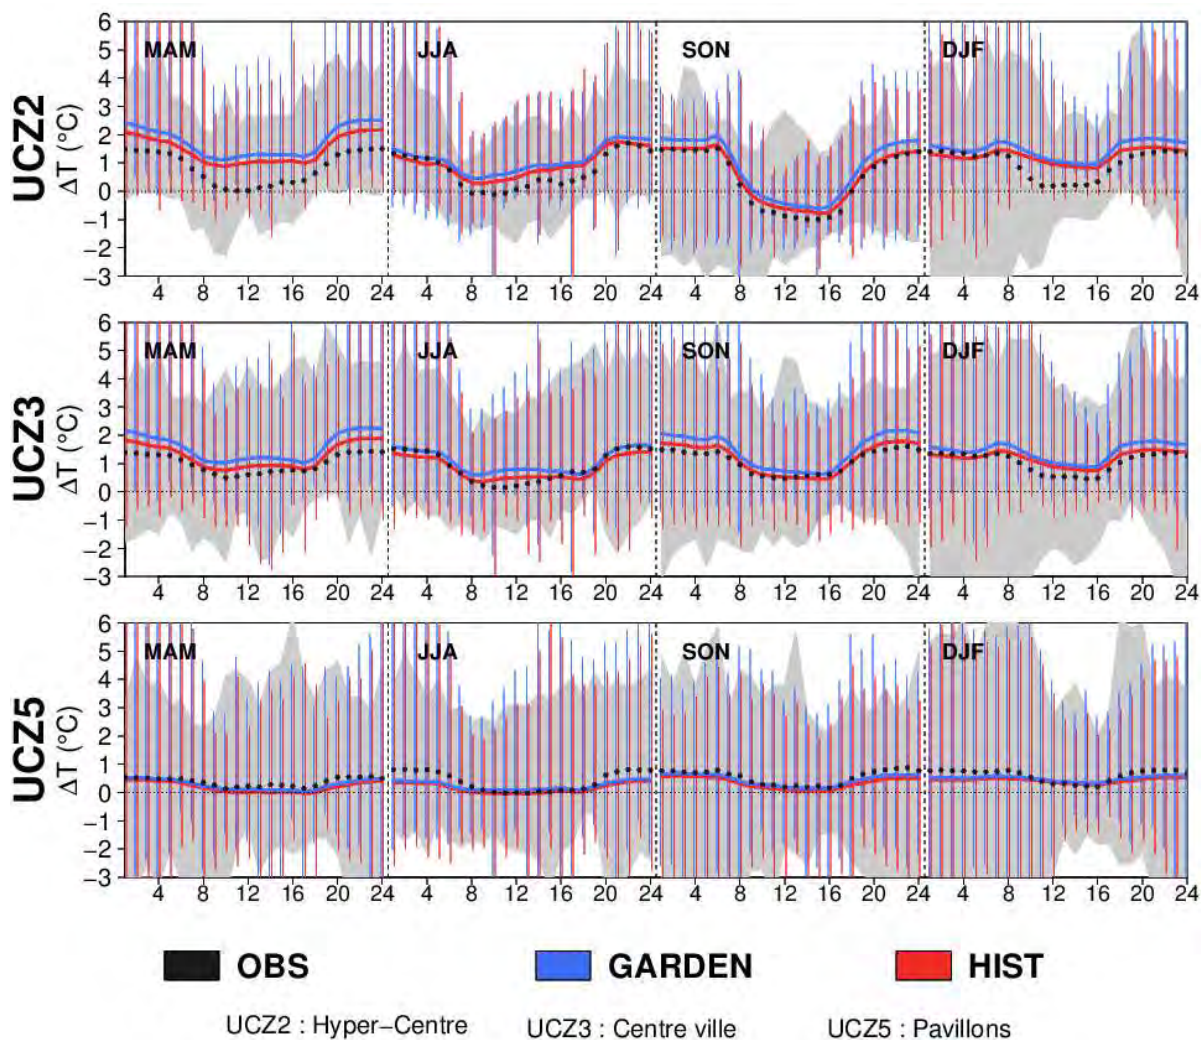 UCZ2
ΔT (°C)
6
5
4
3
2
1
0
−1
−2
−3
MAM
JJA
SON
DJF
4 8 12 16 20 24 4 8 12 16 20 24 4 8 12 16 20 24 4 8 12 16 20 24
UCZ3
ΔT (°C)
6
5
4
3
2
1
0
−1
−2
−3
MAM
JJA
SON
DJF
4 8 12 16 20 24 4 8 12 16 20 24 4 8 12 16 20 24 4 8 12 16 20 24
UCZ5
ΔT (°C)
6
5
4
3
2
1
0
−1
−2
−3
MAM
JJA
SON
DJF
4 8 12 16 20 24 4 8 12 16 20 24 4 8 12 16 20 24 4 8 12 16 20 24
OBS GARDEN HIST
UCZ2 : Hyper−Centre UCZ3 : Centre ville UCZ5 : Pavillons